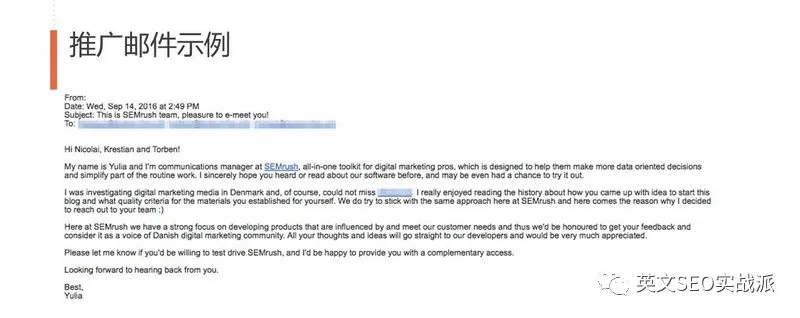 推广邮件示例
From:
Date: Wed, Sep 14, 2016 at 2:49 PM
Subject: This is SEMrush team, pleasure to e-meet you!
To:
Hi Nicolai, Krestian and Torben!
My name is Yulia and I'm communications manager at SEMrush, all-in-one toolkit for digital marketing pros, which is designed to help them make more data oriented decisions
and simplify part of the routine work. I sincerely hope you heard or read about our software before, and may be even had a chance to try it out.
I was investigating digital marketing media in Denmark and, of course, could not miss . I really enjoyed reading the history about how you came up with idea to start this
blog and what quality criteria for the materials you established for yourself. We do try to stick with the same approach here at SEMrush and here comes the reason why I decided
to reach out to your team :)
Here at SEMrush we have a strong focus on developing products that are influenced by and meet our customer needs and thus we'd be honoured to get your feedback and
consider it as a voice of Danish digital marketing community. All your thoughts and ideas will go straight to our developers and would be very much appreciated.
Please let me know if you'd be willing to test drive SEMrush, and I'd be happy to provide you with a complementary access.
Looking forward to hearing back from you.
Best,
Yulia
英文SEO实战派